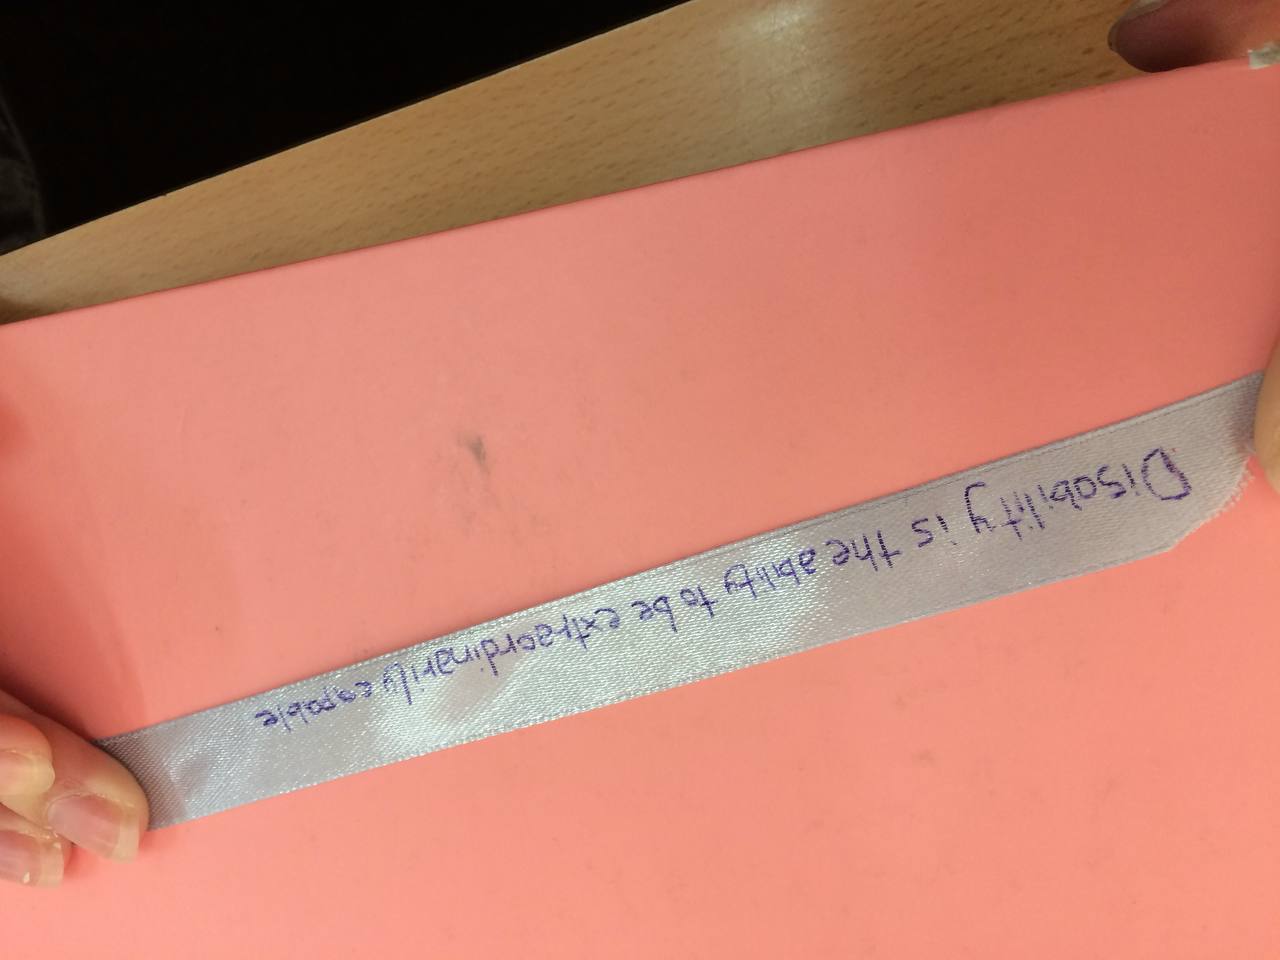 Disability is the ability to be extraordinarily capable